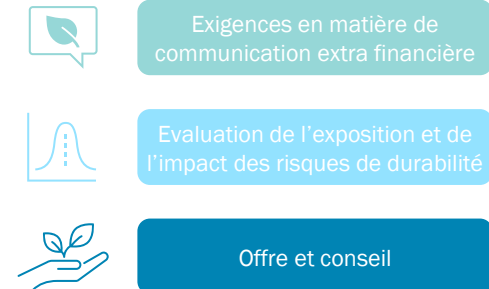 Exigences en matière de
communication extra financière
Evaluation de l'exposition et de
l'impact des risques de durabilité
Offre et conseil